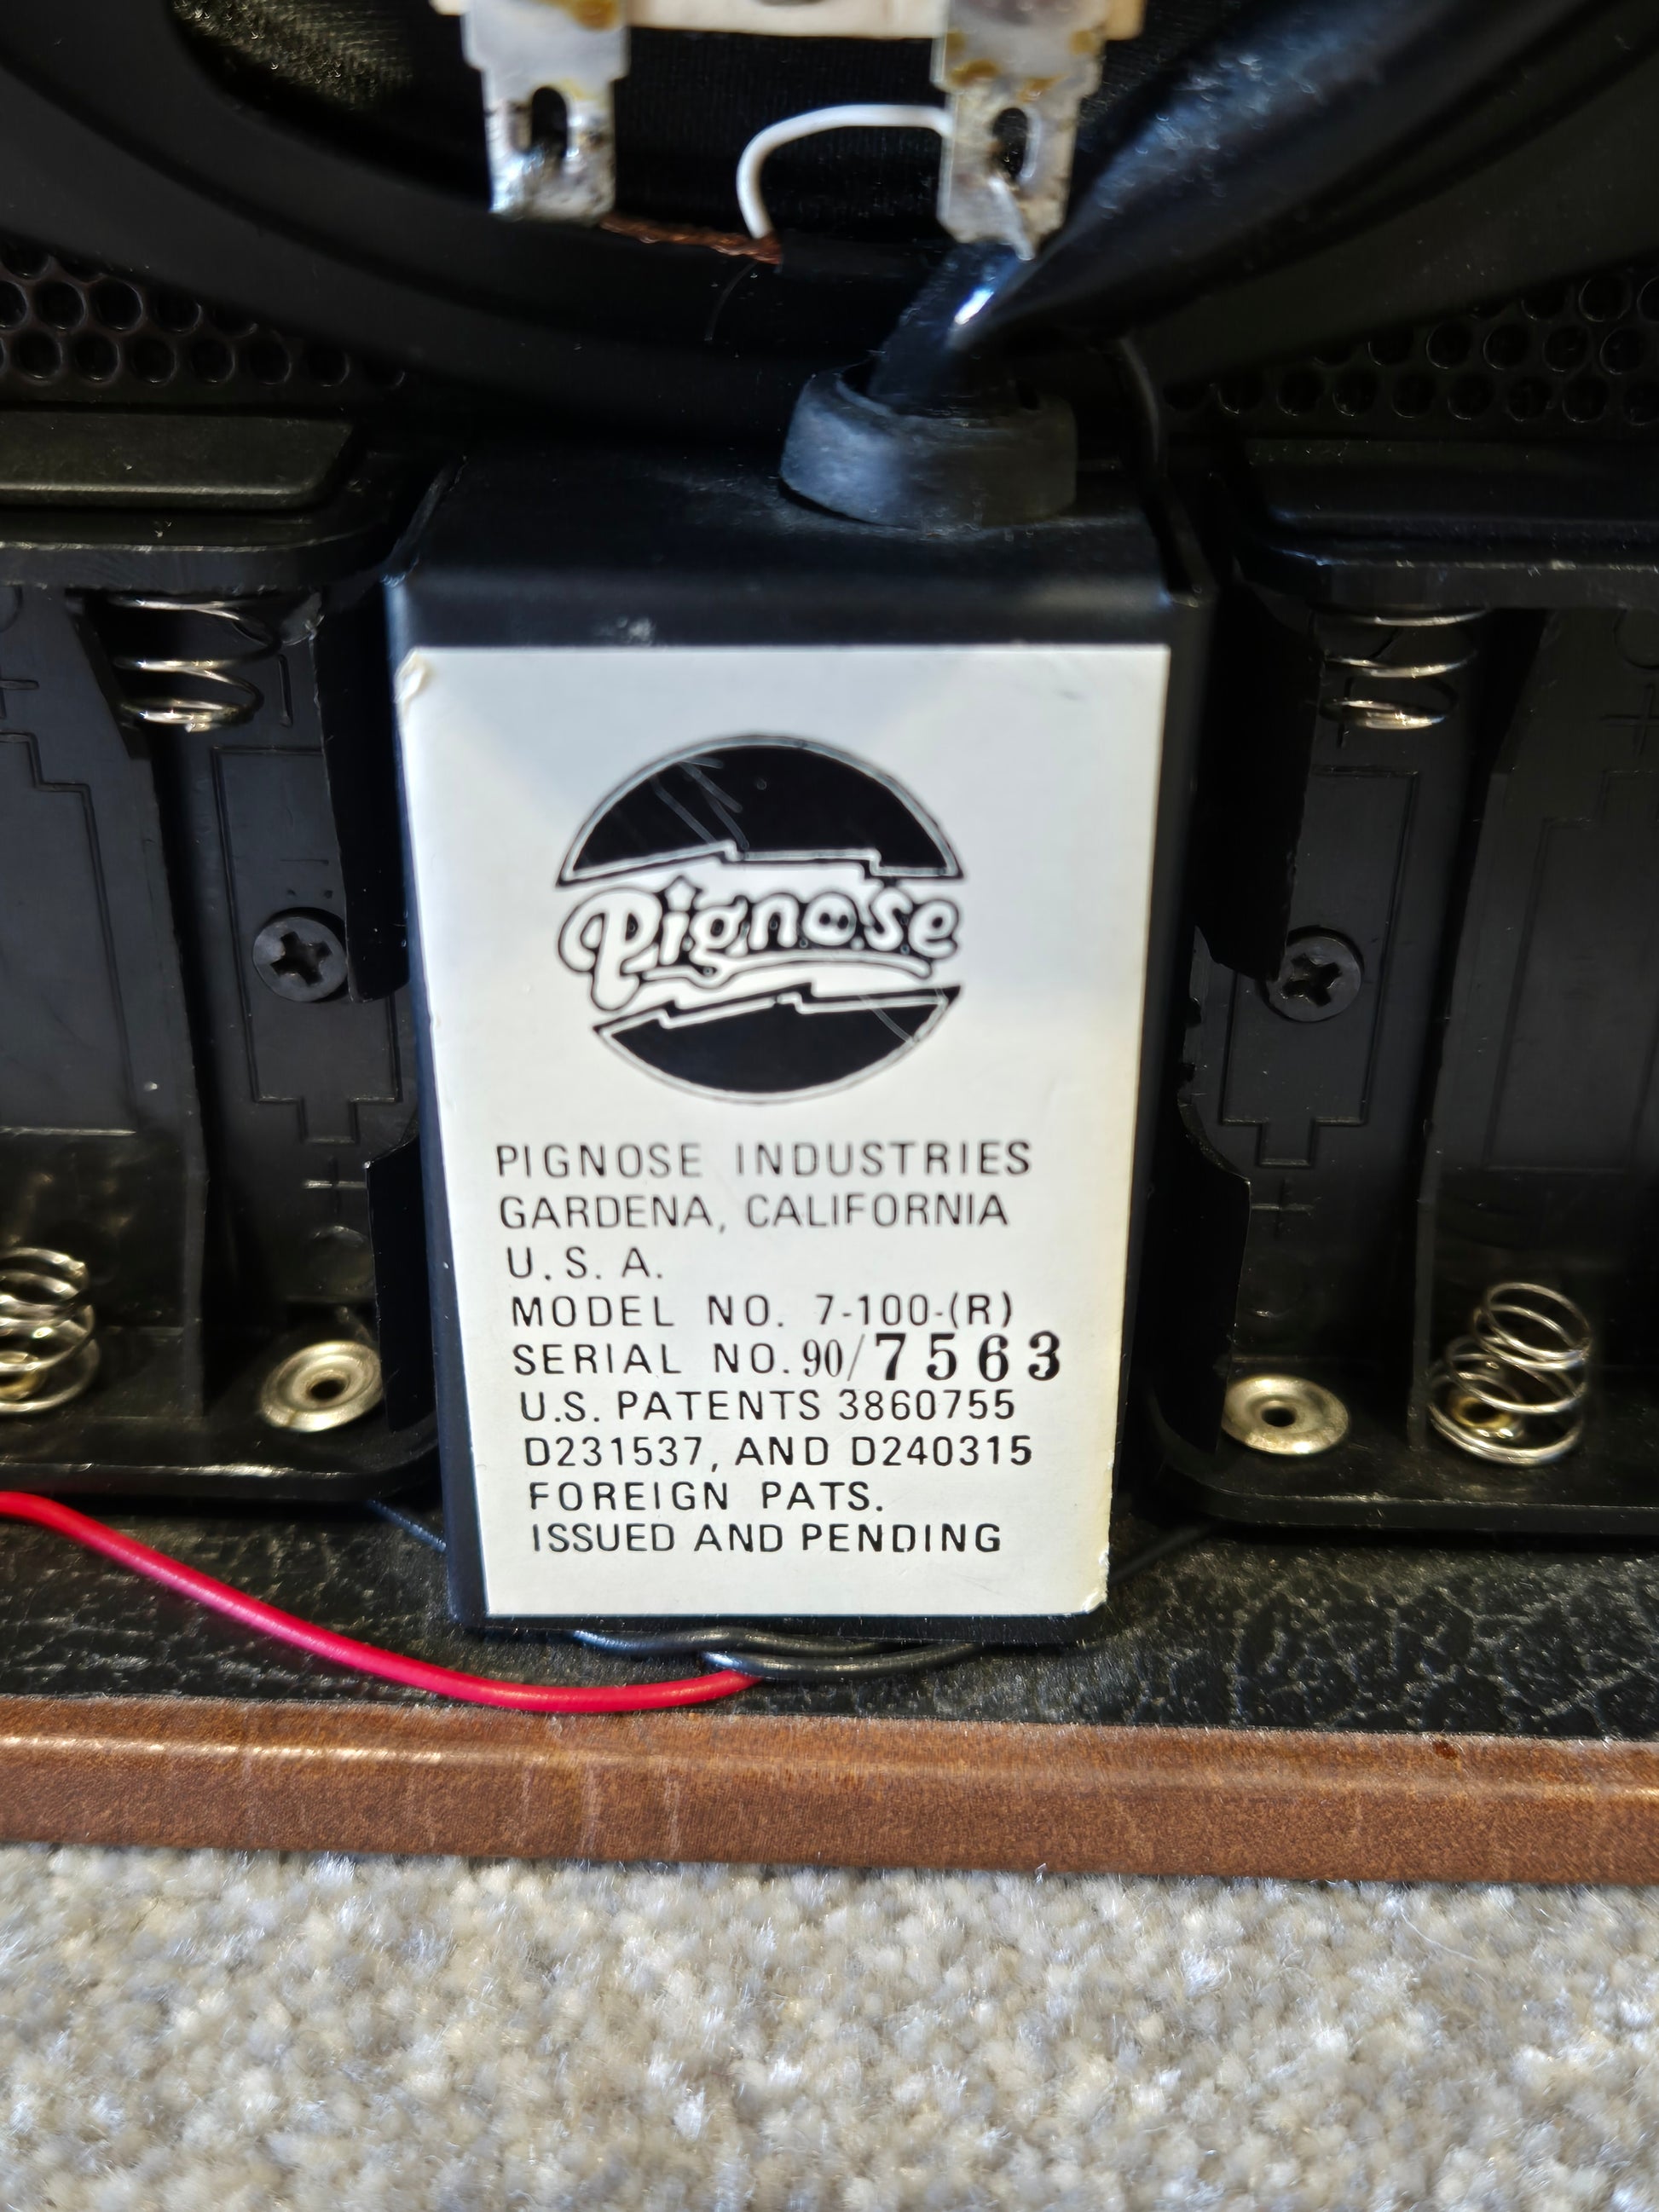 Pignose
PIGNOSE INDUSTRIES
GARDENA, CALIFORNIA
U. S. A.
MODEL NO. 7-100-(R)
SERIAL NO. 90/7563
U.S. PATENTS 3860755
D231537, AND D240315
FOREIGN PATS.
ISSUED AND PENDING